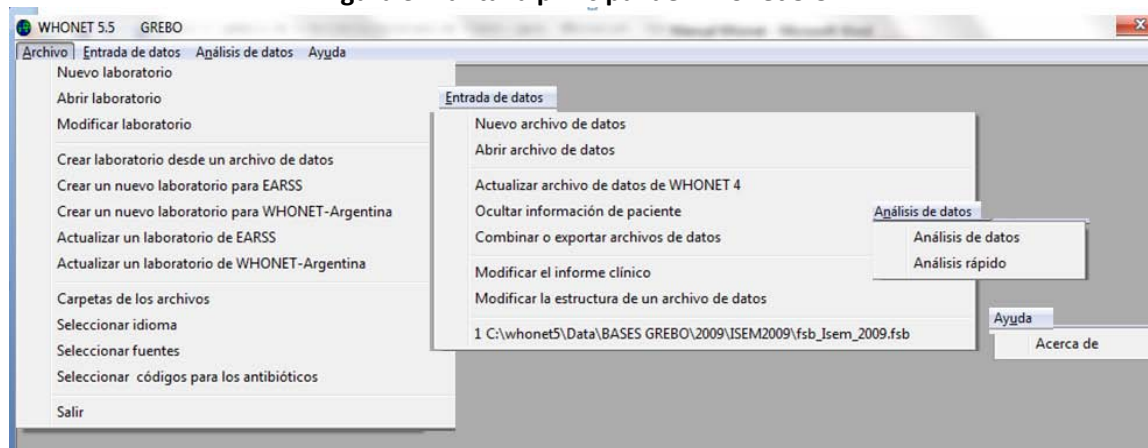 WHONET 5.5 GREBO
Archivo Entrada de datos Análisis de datos Ayuda
Nuevo laboratorio
Abrir laboratorio
Modificar laboratorio
Crear laboratorio desde un archivo de datos
Crear un nuevo laboratorio para EARSS
Crear un nuevo laboratorio para WHONET-Argentina
Actualizar un laboratorio de EARSS
Actualizar un laboratorio de WHONET-Argentina
Carpetas de los archivos
Seleccionar idioma
Seleccionar fuentes
Seleccionar códigos para los antibióticos
Salir
Entrada de datos
Nuevo archivo de datos
Abrir archivo de datos
Actualizar archivo de datos de WHONET 4
Ocultar información de paciente
Combinar o exportar archivos de datos
Modificar el informe clínico
Modificar la estructura de un archivo de datos
1 C:\whonet5\Data\BASES GREBO\2009\ISEM2009\fsb_Isem_2009.fsb
Análisis de datos
Análisis de datos
Análisis rápido
Ayuda
Acerca de